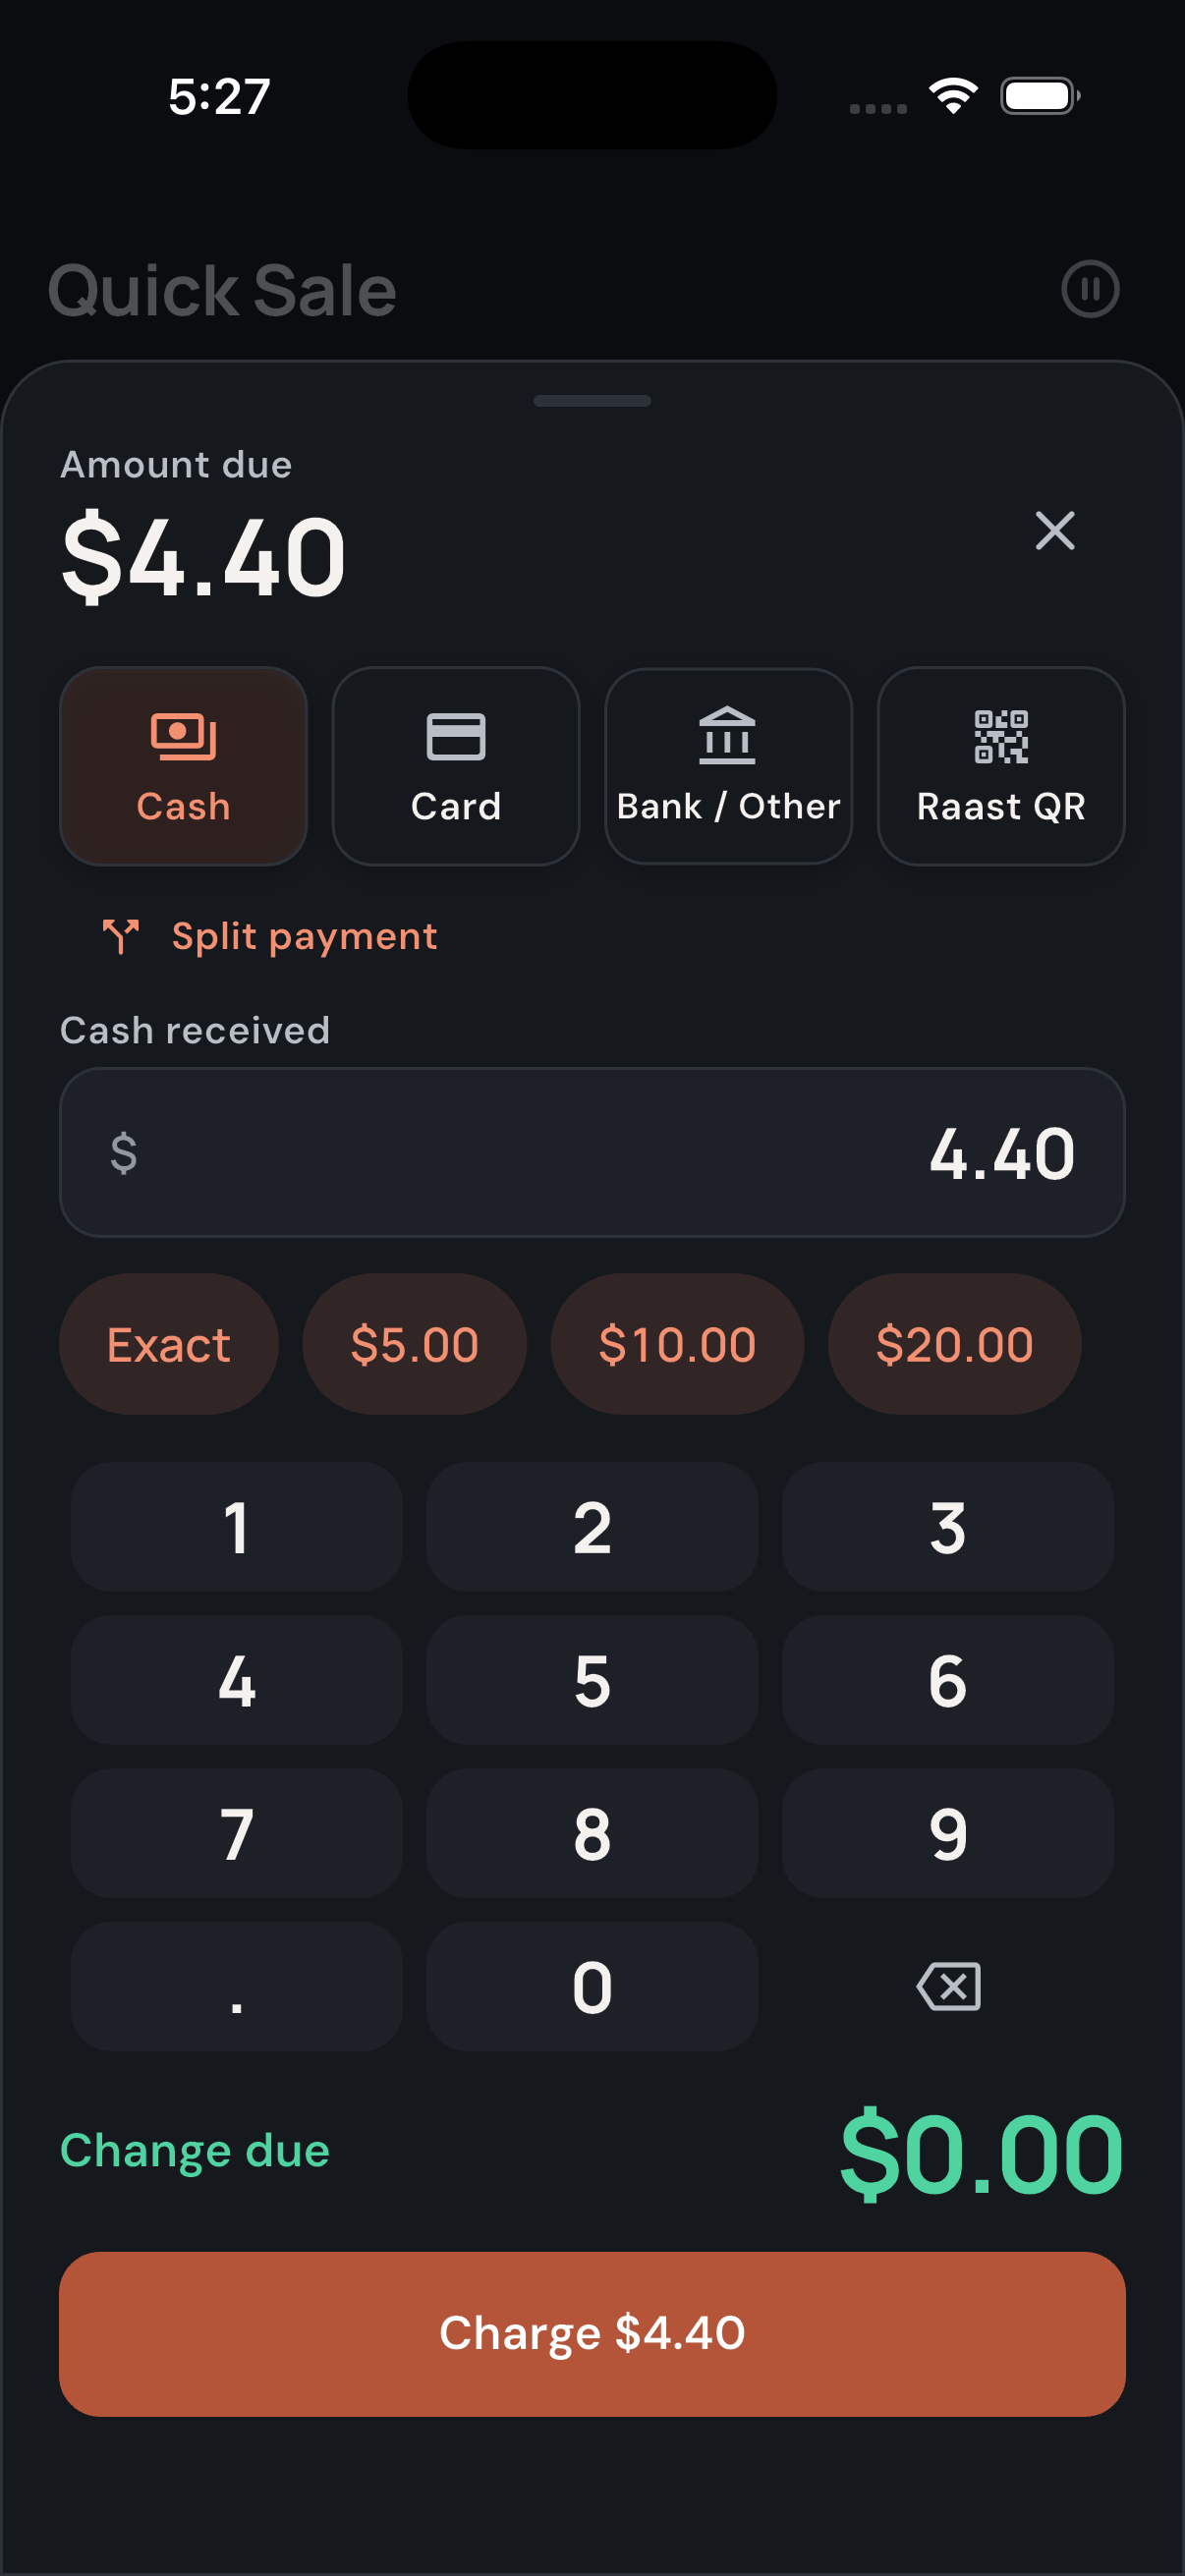 5:27
Quick Sale
Amount due
$4.40
Cash
Card
Bank / Other
Raast QR
Split payment
Cash received
$ 4.40
Exact $5.00 $10.00 $20.00
1 2 3
4 5 6
7 8 9
. 0
Change due $0.00
Charge $4.40